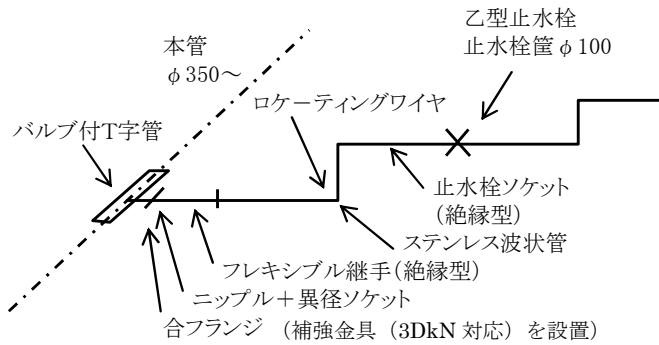 本管
φ350～
乙型止水栓
止水栓筐φ100
ロケーティングワイヤ
バルブ付T字管
止水栓ソケット
(絶縁型)
ステンレス波状管
フレキシブル継手(絶縁型)
ニップル＋異径ソケット
合フランジ （補強金具（3DkN 対応）を設置）